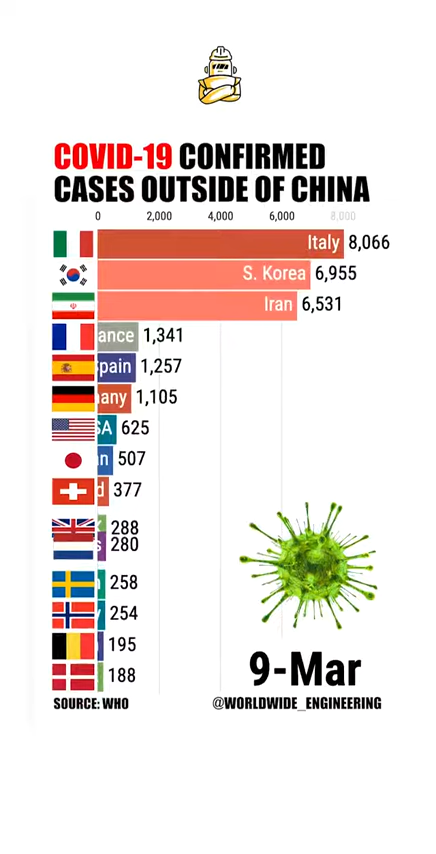 COVID-19 CONFIRMED
CASES OUTSIDE OF CHINA
0 2,000 4,000 6,000 8,000
Italy 8,066
S. Korea 6,955
Iran 6,531
ance 1,341
pain 1,257
any 1,105
SA 625
n 507
d 377
288
s 280
258
254
195
188
9-Mar
SOURCE: WHO @WORLDWIDE_ENGINEERING